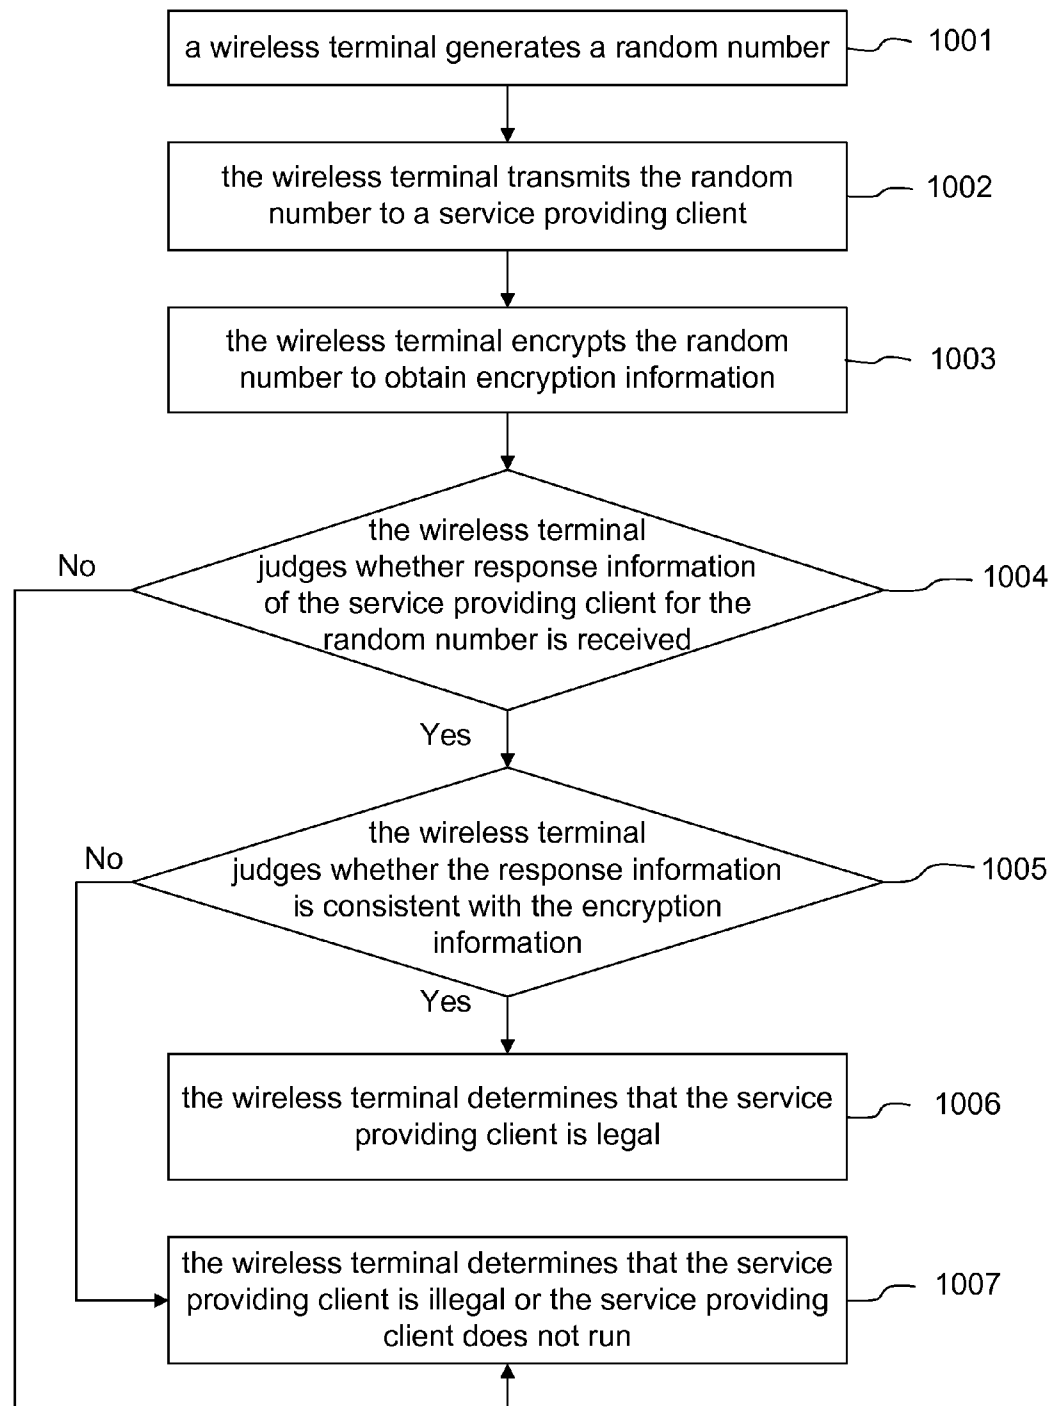 a wireless terminal generates a random number
1001
the wireless terminal transmits the random
number to a service providing client
1002
the wireless terminal encrypts the random
number to obtain encryption information
1003
the wireless terminal
judges whether response information
of the service providing client for the
random number is received
No
1004
Yes
the wireless terminal
judges whether the response information
is consistent with the encryption
information
No
1005
Yes
the wireless terminal determines that the service
providing client is legal
1006
the wireless terminal determines that the service
providing client is illegal or the service providing
client does not run
1007